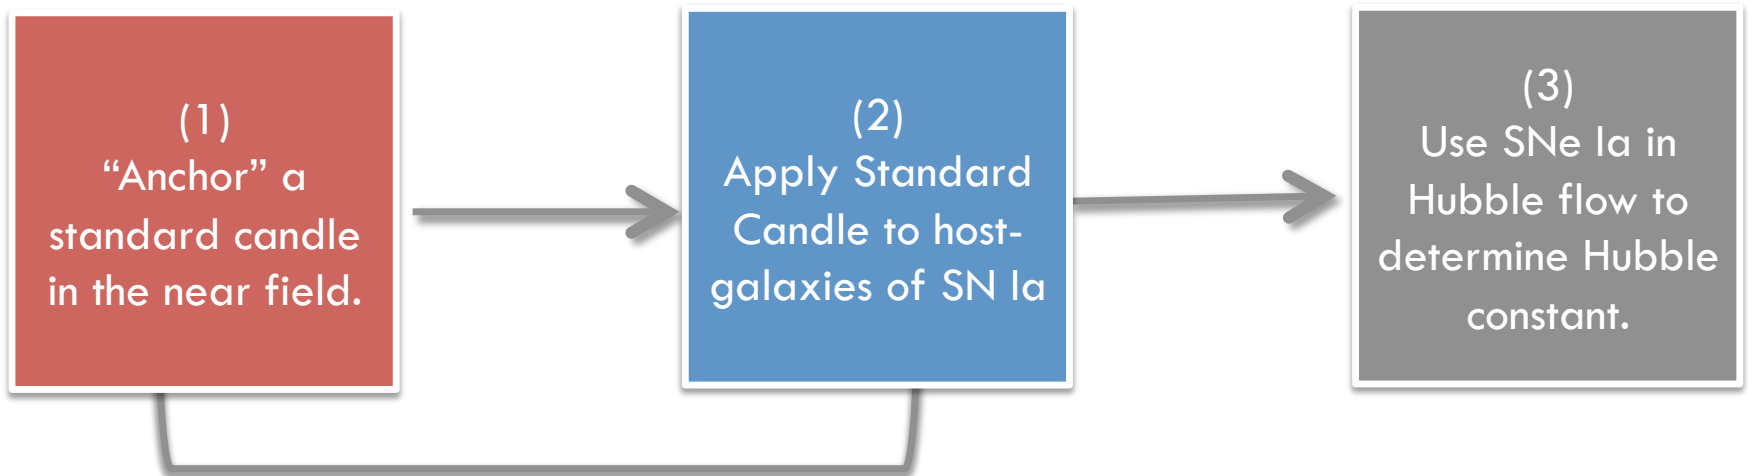 (1)
“Anchor” a
standard candle
in the near field.
(2)
Apply Standard
Candle to host-
galaxies of SN Ia
(3)
Use SNe Ia in
Hubble flow to
determine Hubble
constant.